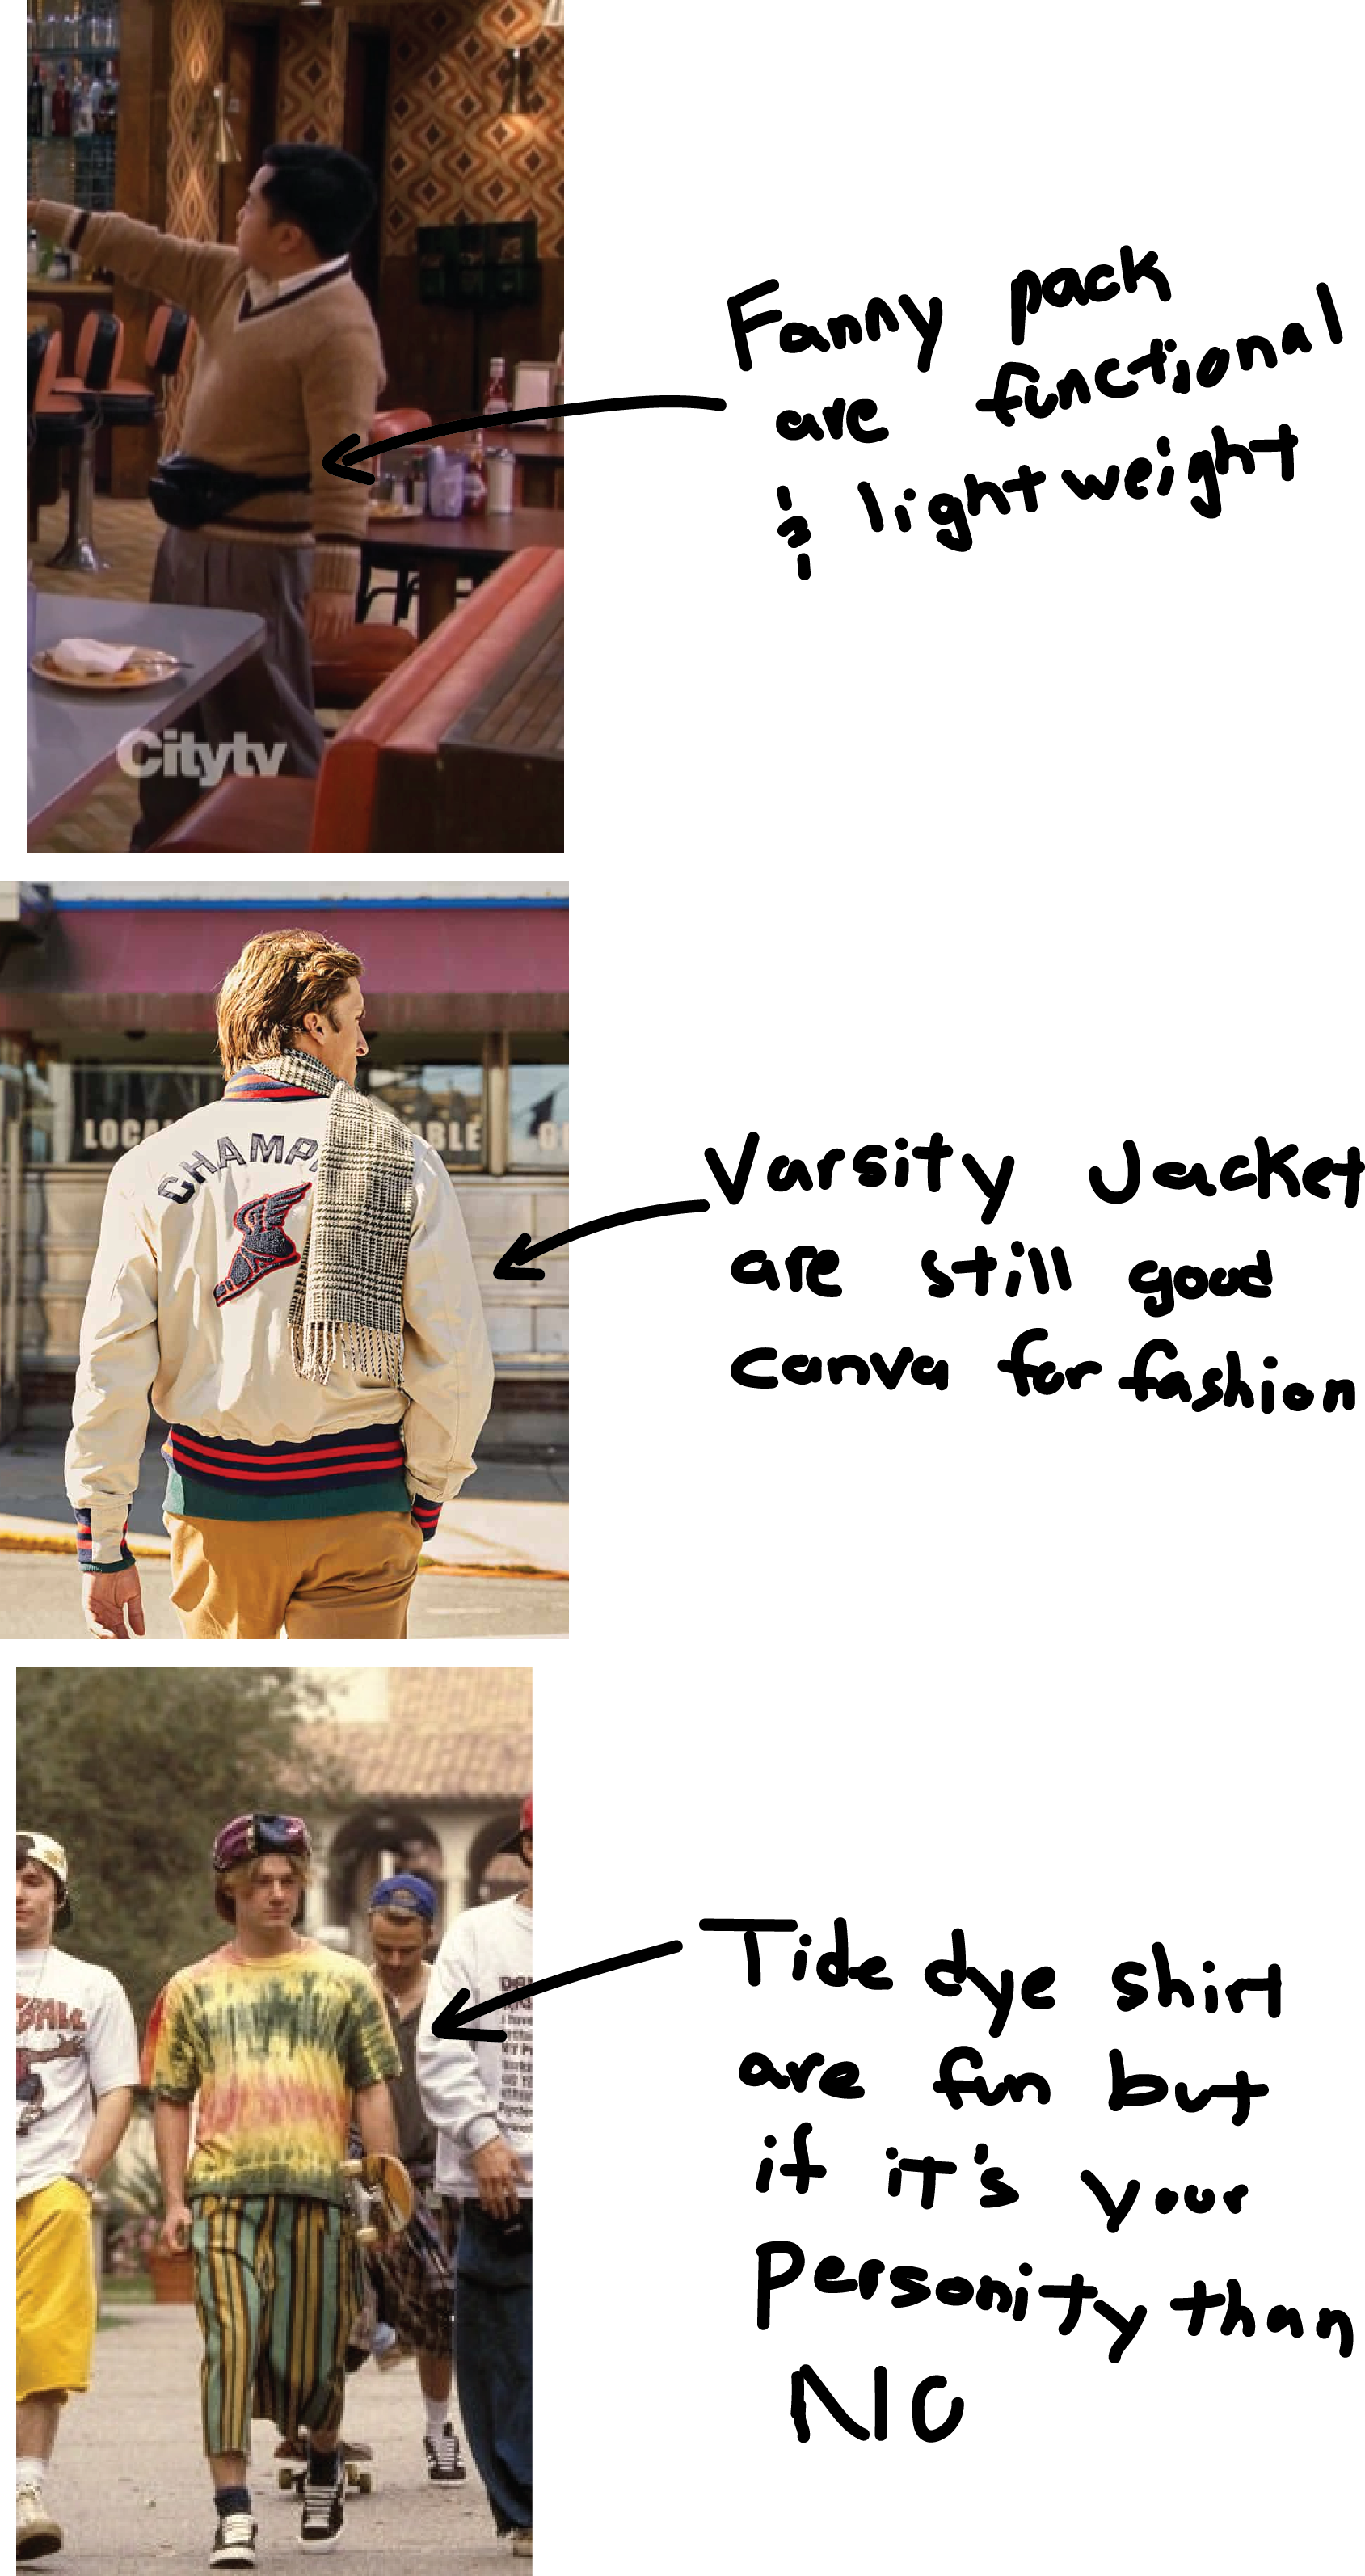 Fanny pack
are functional
& lightweight
Citytv
LOCA
BLE
CHAMP
Varsity Jacket
are still good
canva for fashion
Tide dye shirt
are fun but
if it's your
Personity than
NO